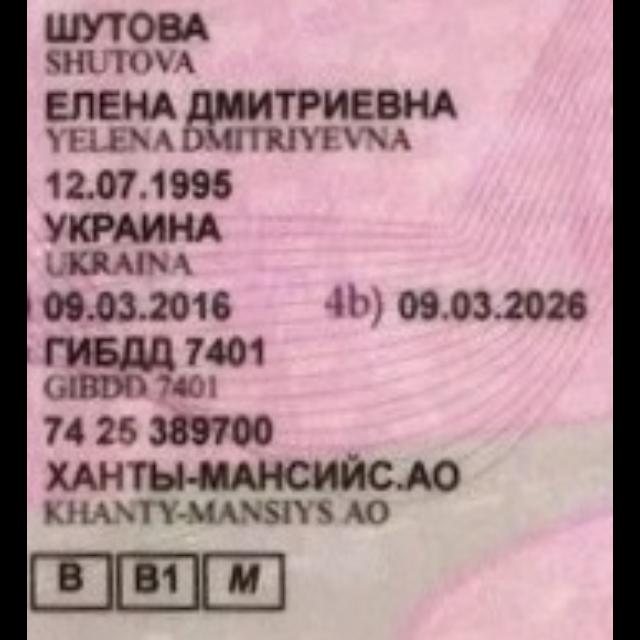 ШУТОВА
SHUTOVA
ЕЛЕНА ДМИТРИЕВНА
YELENA DMITRIYEVNA
12.07.1995
УКРАИНА
UKRAINA
09.03.2016 4b) 09.03.2026
ГИБДД 7401
GIBDD 7401
74 25 389700
ХАНТЫ-МАНСИЙС.АО
KHANTY-MANSIYS AO
B B1 M